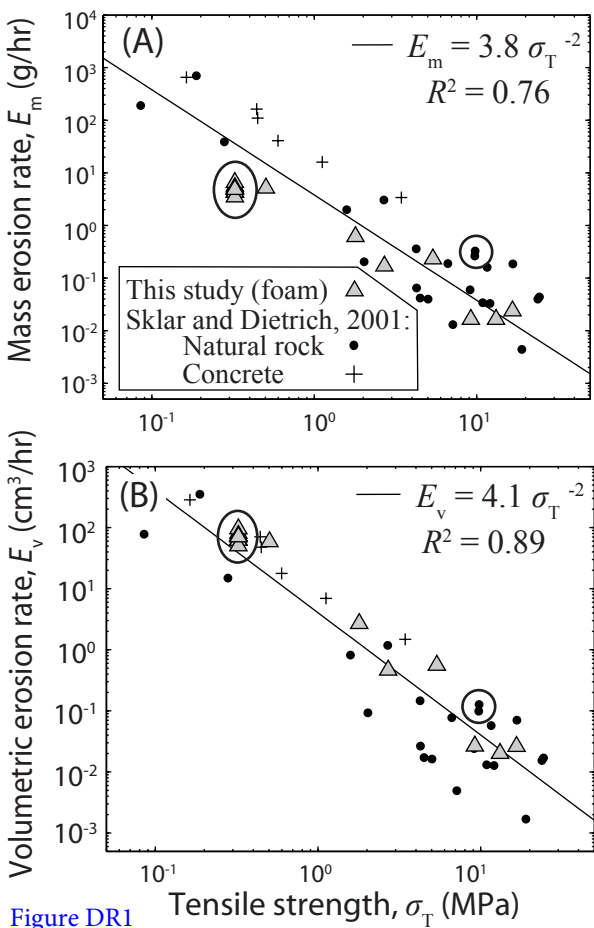 (A)
— E_m = 3.8 σ_T^-2
R² = 0.76
Mass erosion rate, E_m (g/hr)
10^4
10^3
10^2
10^1
10^0
10^-1
10^-2
10^-3
This study (foam)
Sklar and Dietrich, 2001:
Natural rock
Concrete
10^-1
10^0
10^1
(B)
— E_v = 4.1 σ_T^-2
R² = 0.89
Volumetric erosion rate, E_v (cm³/hr)
10^3
10^2
10^1
10^0
10^-1
10^-2
10^-3
10^-1
10^0
10^1
Tensile strength, σ_T (MPa)
Figure DR1